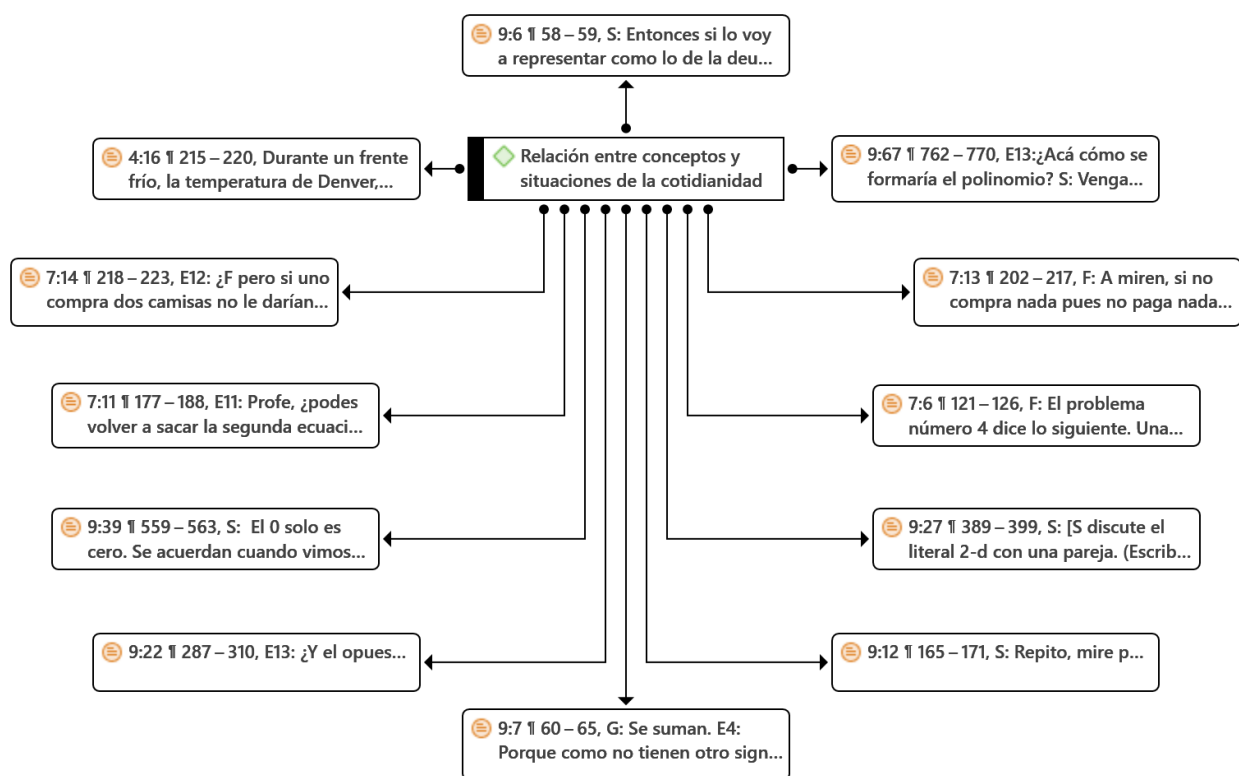 9:6 ¶ 58 – 59, S: Entonces si lo voy
a representar como lo de la deu...
4:16 ¶ 215 – 220, Durante un frente
frío, la temperatura de Denver,...
Relación entre conceptos y
situaciones de la cotidianidad
9:67 ¶ 762 – 770, E13:¿Acá cómo se
formaría el polinomio? S: Venga...
7:14 ¶ 218 – 223, E12: ¿F pero si uno
compra dos camisas no le darían...
7:13 ¶ 202 – 217, F: A miren, si no
compra nada pues no paga nada...
7:11 ¶ 177 – 188, E11: Profe, ¿podes
volver a sacar la segunda ecuaci...
7:6 ¶ 121 – 126, F: El problema
número 4 dice lo siguiente. Una...
9:39 ¶ 559 – 563, S: El 0 solo es
cero. Se acuerdan cuando vimos...
9:27 ¶ 389 – 399, S: [S discute el
literal 2-d con una pareja. (Escrib...
9:22 ¶ 287 – 310, E13: ¿Y el opues...
9:12 ¶ 165 – 171, S: Repito, mire p...
9:7 ¶ 60 – 65, G: Se suman. E4:
Porque como no tienen otro sign...